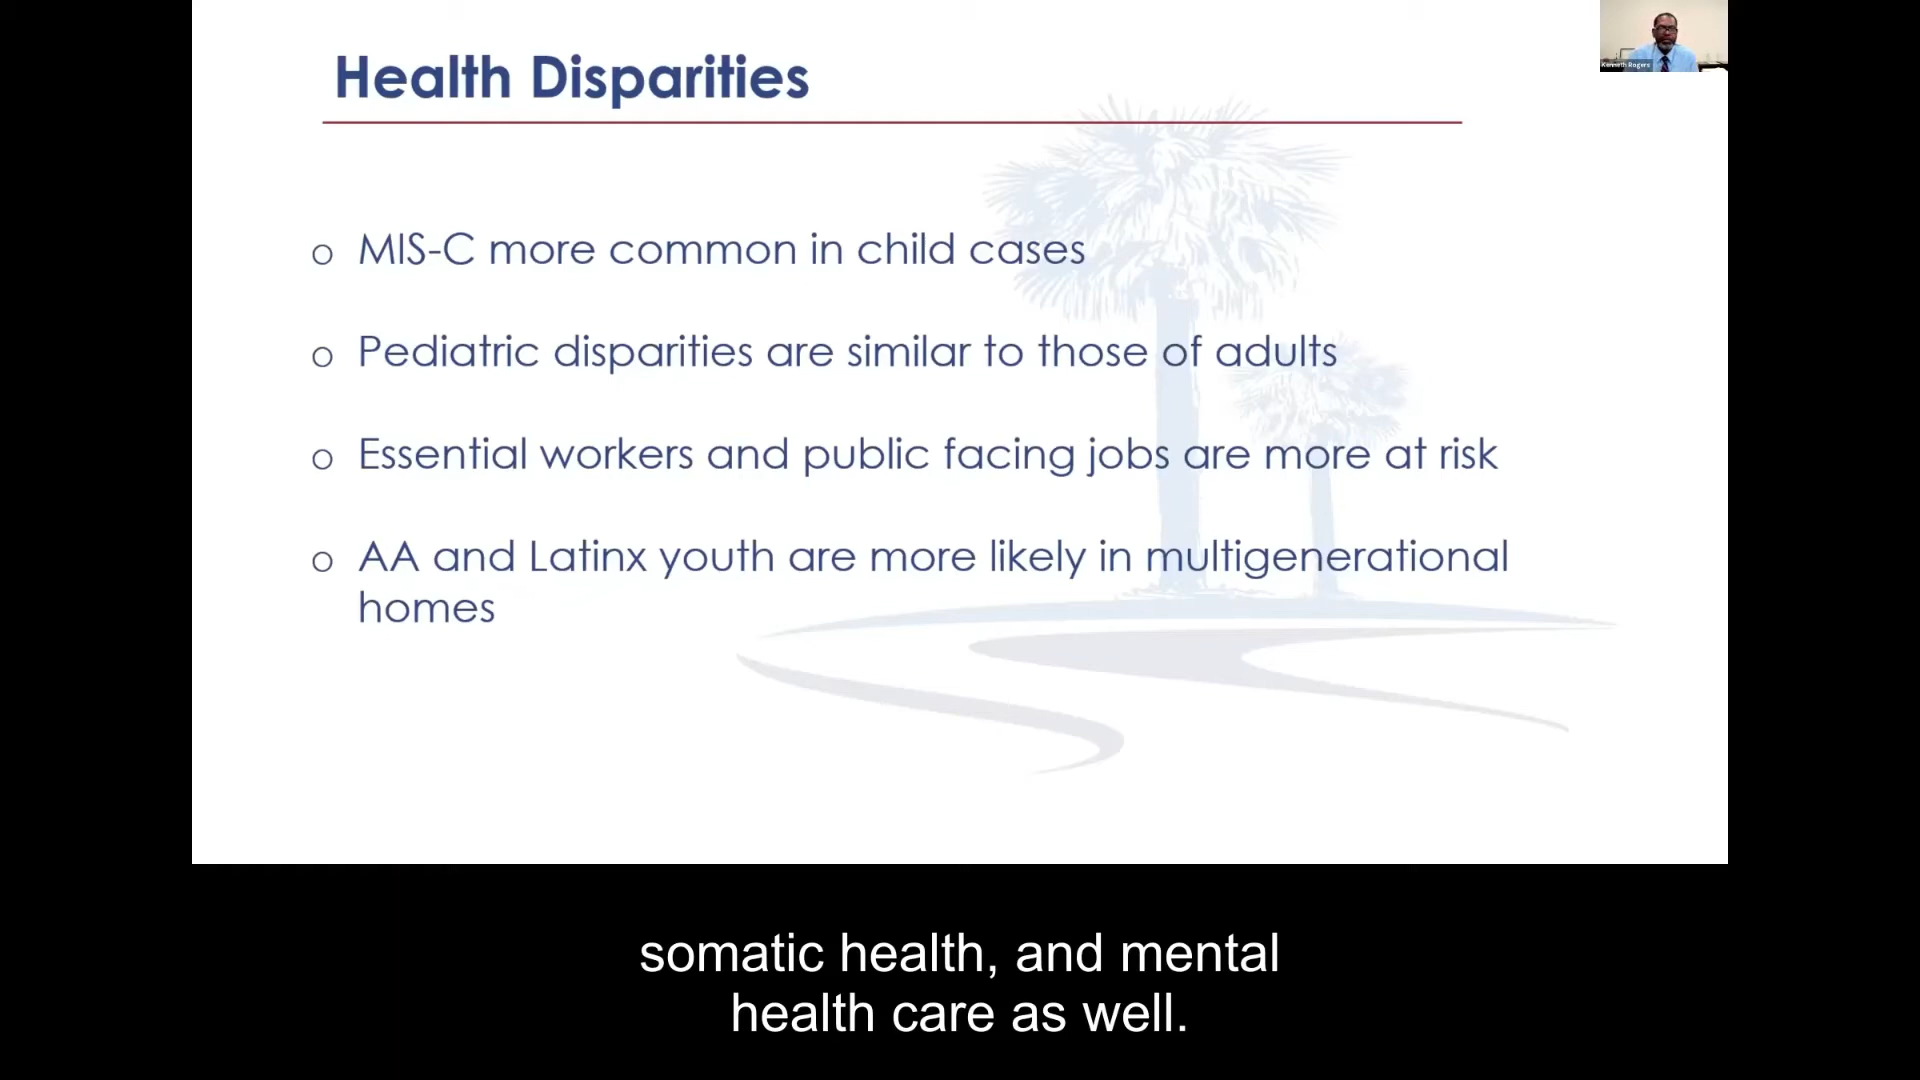 Health Disparities
Kenneth Rogers
o MIS-C more common in child cases
o Pediatric disparities are similar to those of adults
o Essential workers and public facing jobs are more at risk
o AA and Latinx youth are more likely in multigenerational
homes
somatic health, and mental
health care as well.